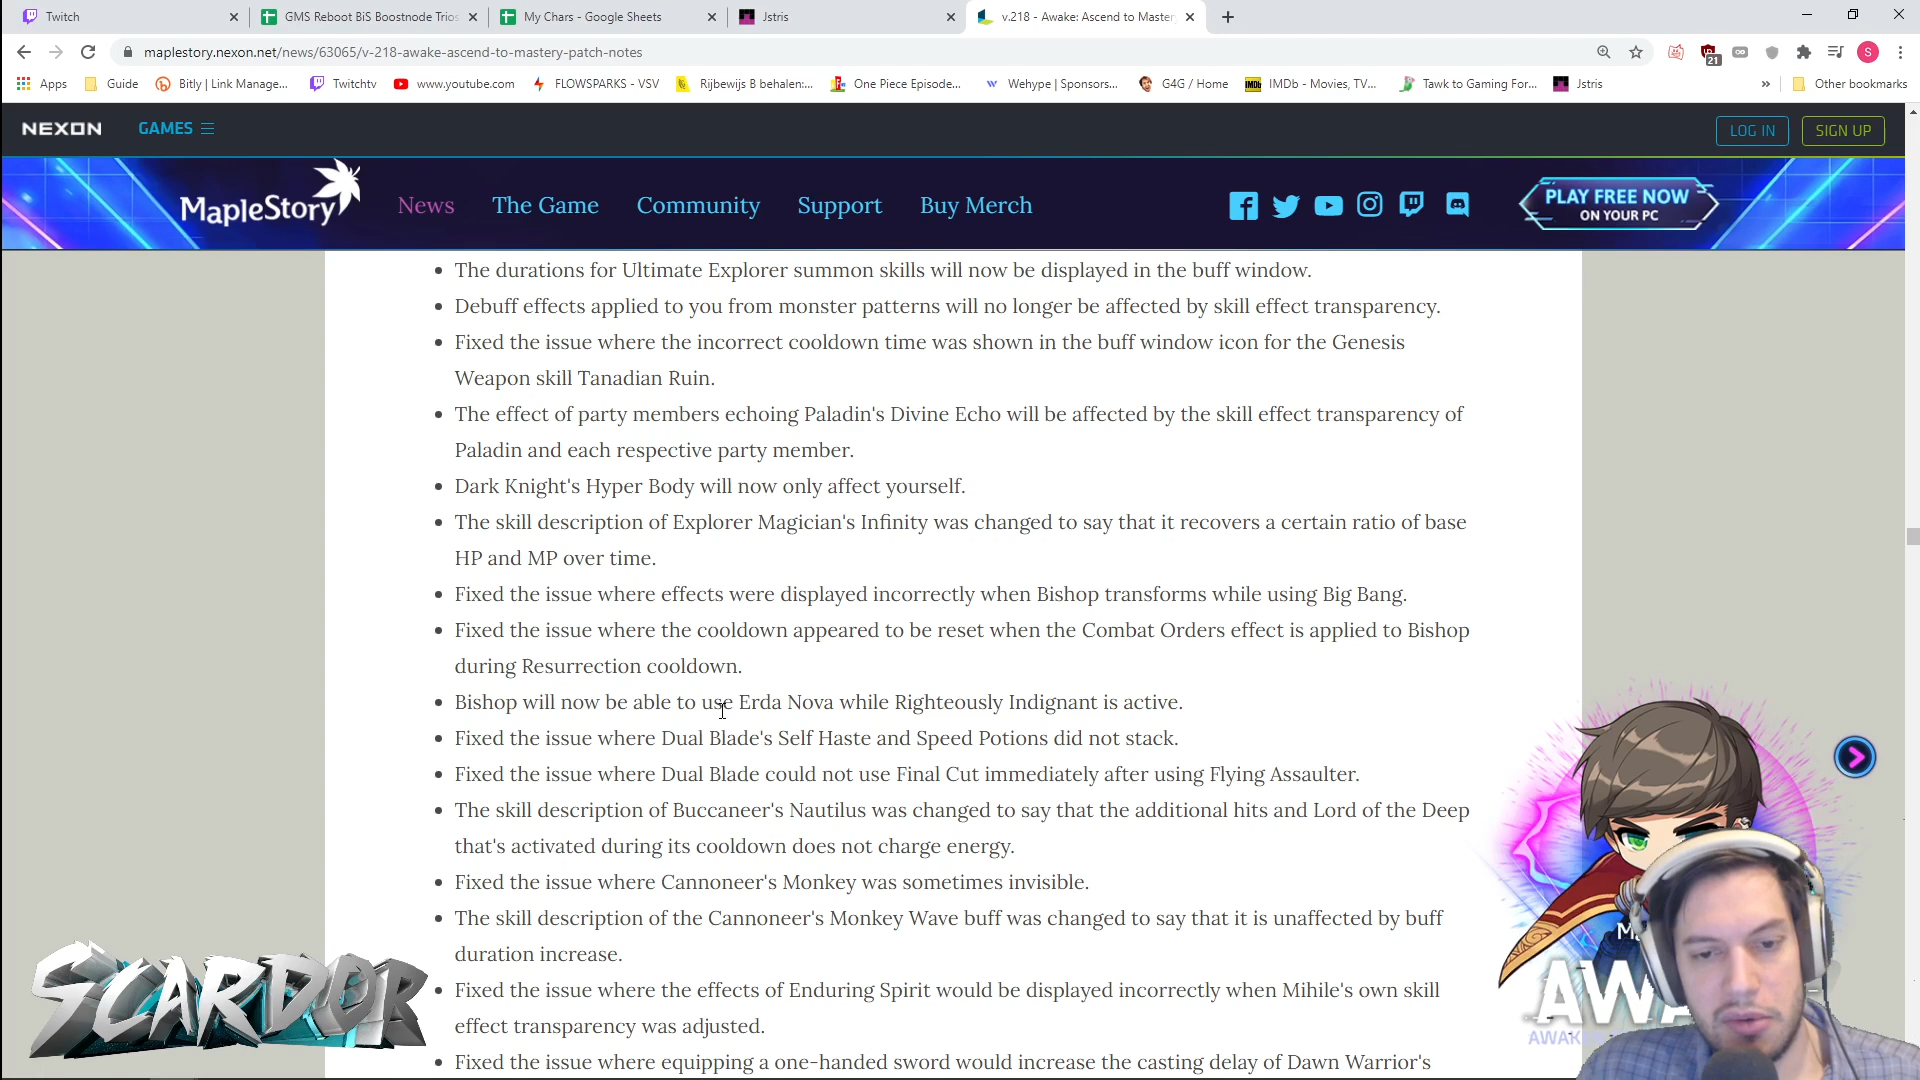 Twitch
GMS Reboot BiS Boostnode Trios
My Chars - Google Sheets
Jstris
v.218 - Awake: Ascend to Master
maplestory.nexon.net/news/63065/v-218-awake-ascend-to-mastery-patch-notes
21
S
Apps
Guide
Bitly | Link Manage...
Twitchtv
www.youtube.com
FLOWSPARKS - VSV
Rijbewijs B behalen:...
One Piece Episode...
Wehype | Sponsors...
G4G / Home
IMDb
IMDb - Movies, TV...
Tawk to Gaming For...
Jstris
»
Other bookmarks
NEXON
GAMES
LOG IN
SIGN UP
MapleStory
News
The Game
Community
Support
Buy Merch
PLAY FREE NOW
ON YOUR PC
The durations for Ultimate Explorer summon skills will now be displayed in the buff window.
Debuff effects applied to you from monster patterns will no longer be affected by skill effect transparency.
Fixed the issue where the incorrect cooldown time was shown in the buff window icon for the Genesis
Weapon skill Tanadian Ruin.
The effect of party members echoing Paladin's Divine Echo will be affected by the skill effect transparency of
Paladin and each respective party member.
Dark Knight's Hyper Body will now only affect yourself.
The skill description of Explorer Magician's Infinity was changed to say that it recovers a certain ratio of base
HP and MP over time.
Fixed the issue where effects were displayed incorrectly when Bishop transforms while using Big Bang.
Fixed the issue where the cooldown appeared to be reset when the Combat Orders effect is applied to Bishop
during Resurrection cooldown.
Bishop will now be able to use Erda Nova while Righteously Indignant is active.
Fixed the issue where Dual Blade's Self Haste and Speed Potions did not stack.
Fixed the issue where Dual Blade could not use Final Cut immediately after using Flying Assaulter.
The skill description of Buccaneer's Nautilus was changed to say that the additional hits and Lord of the Deep
that's activated during its cooldown does not charge energy.
Fixed the issue where Cannoneer's Monkey was sometimes invisible.
The skill description of the Cannoneer's Monkey Wave buff was changed to say that it is unaffected by buff
duration increase.
Fixed the issue where the effects of Enduring Spirit would be displayed incorrectly when Mihile's own skill
effect transparency was adjusted.
Fixed the issue where equipping a one-handed sword would increase the casting delay of Dawn Warrior's
SCARDOR